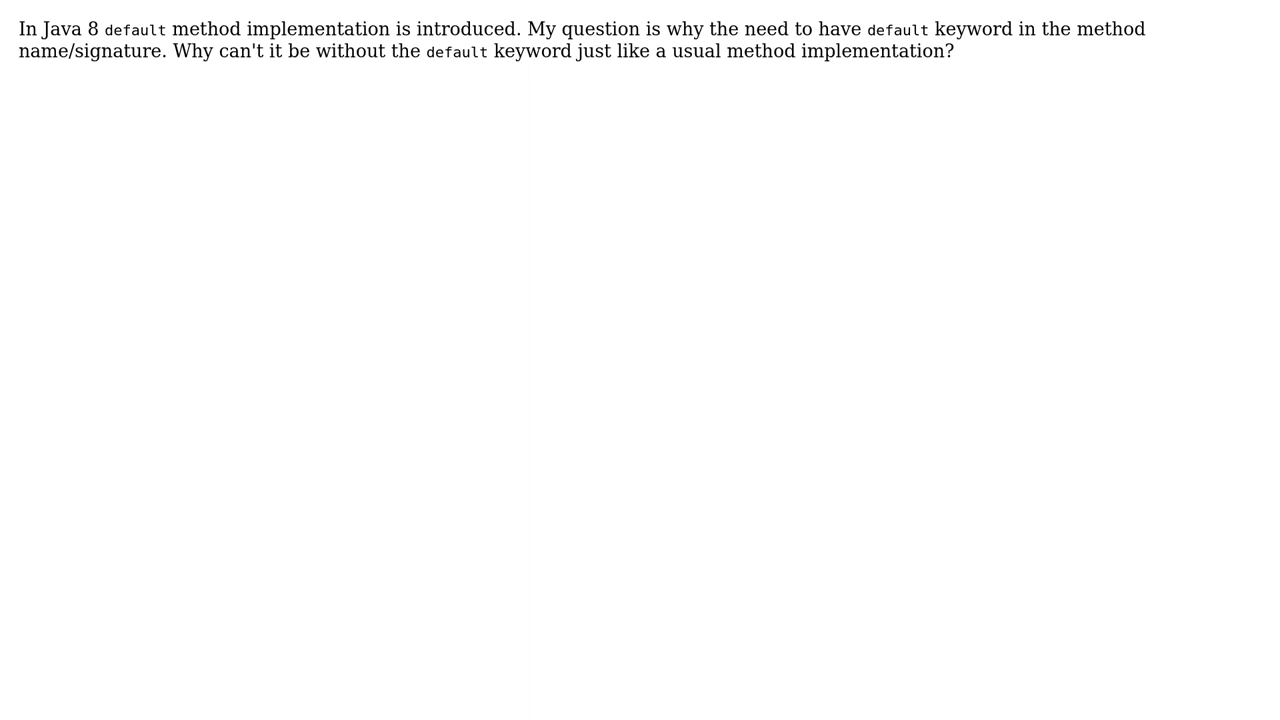 In Java 8 default method implementation is introduced. My question is why the need to have default keyword in the method
name/signature. Why can't it be without the default keyword just like a usual method implementation?